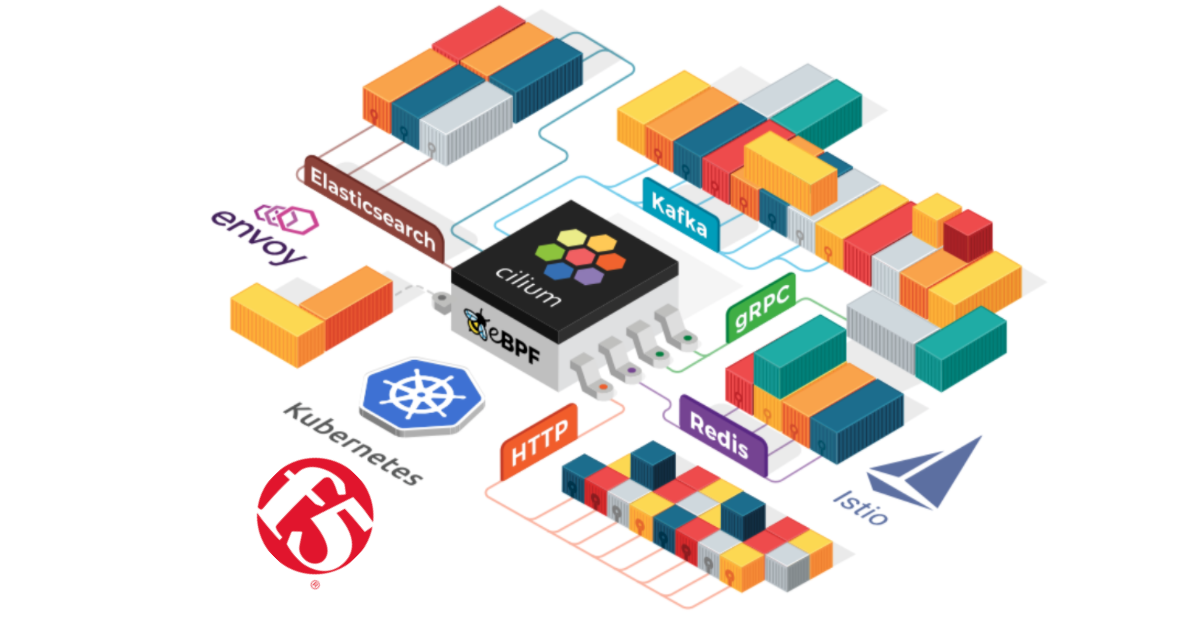 Elasticsearch
envoy
Kafka
cilium
eBPF
gRPC
Kubernetes
HTTP
Redis
Istio
f5
®